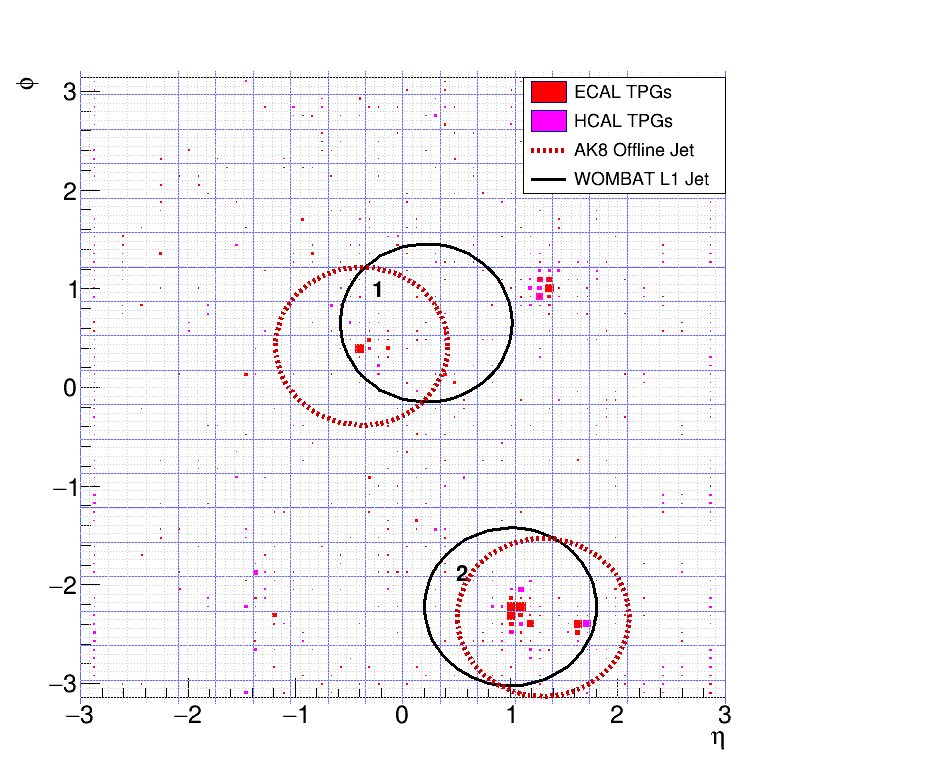 ϕ
3
2
1
0
−1
−2
−3
ECAL TPGs
HCAL TPGs
AK8 Offline Jet
WOMBAT L1 Jet
1
2
−3 −2 −1 0 1 2 3
η